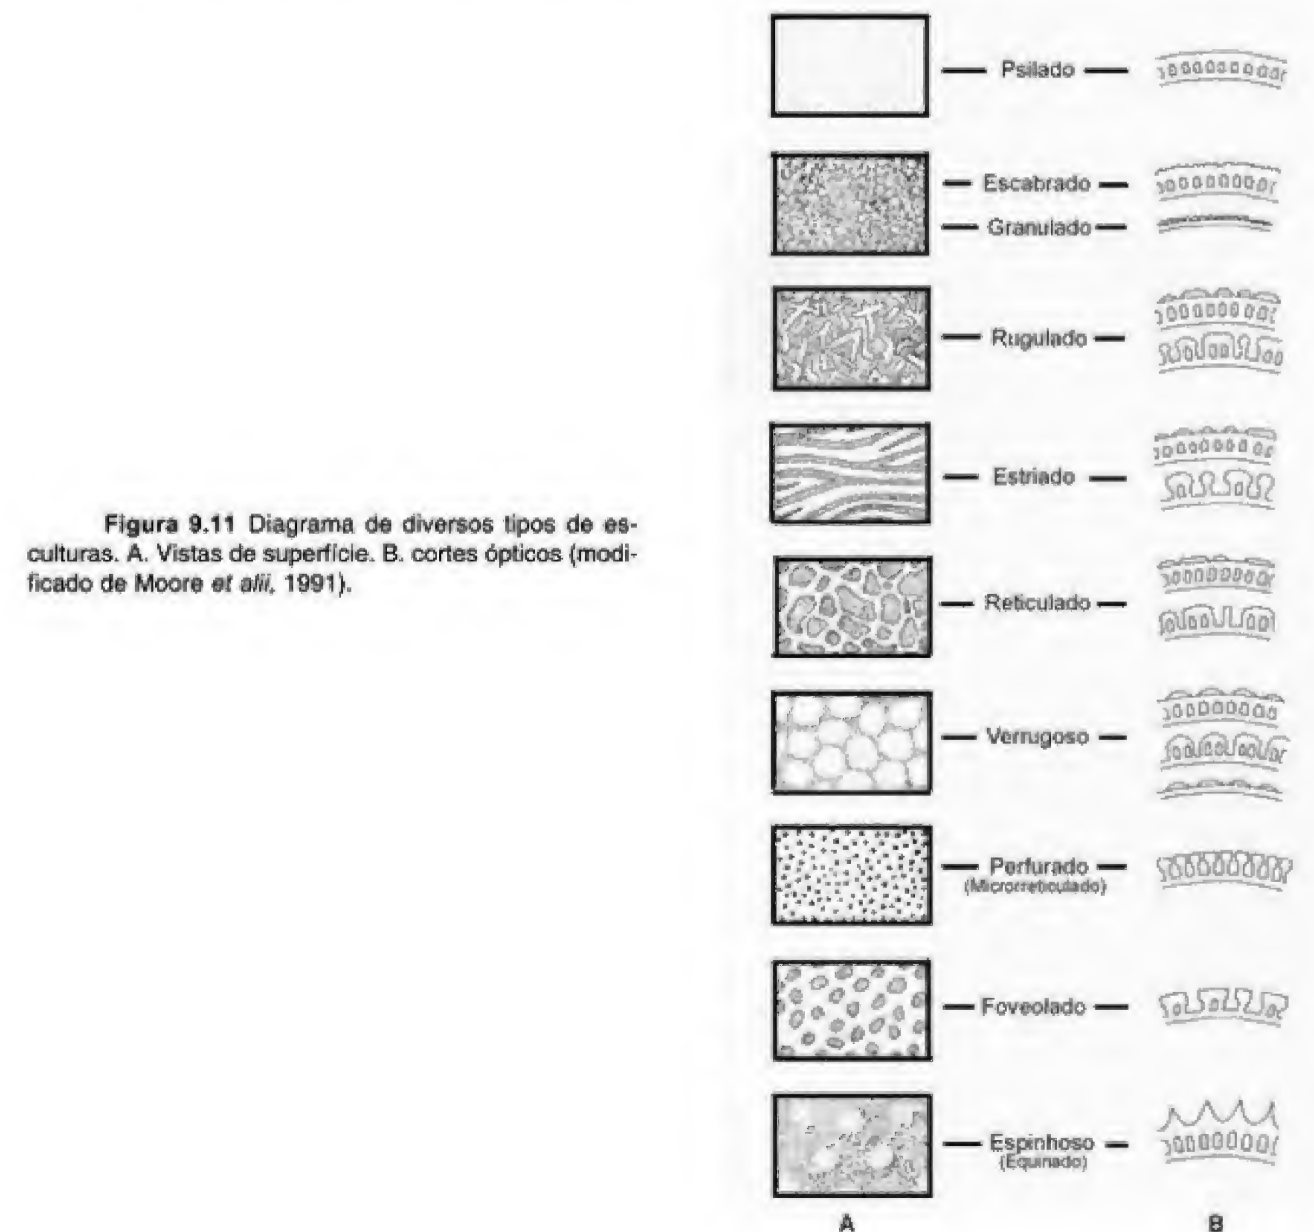 Psilado
Escabrado
Granulado
Rugulado
Estriado
Figura 9.11 Diagrama de diversos tipos de es-
culturas. A. Vistas de superfície. B. cortes ópticos (modi-
ficado de Moore et alii, 1991).
Reticulado
Verrugoso
Perfurado
(Microrreticulado)
Foveolado
Espinhoso
(Equinado)
A B